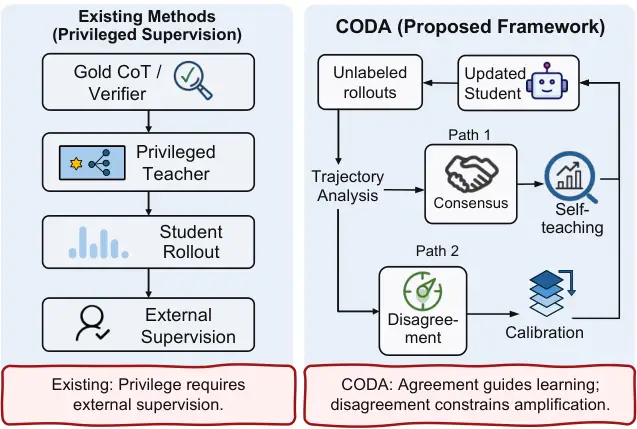 Existing Methods
(Privileged Supervision)
Gold CoT /
Verifier
Privileged
Teacher
Student
Rollout
External
Supervision
Existing: Privilege requires
external supervision.
CODA (Proposed Framework)
Unlabeled
rollouts
Updated
Student
Trajectory
Analysis
Path 1
Consensus
Self-
teaching
Path 2
Disagree-
ment
Calibration
CODA: Agreement guides learning;
disagreement constrains amplification.